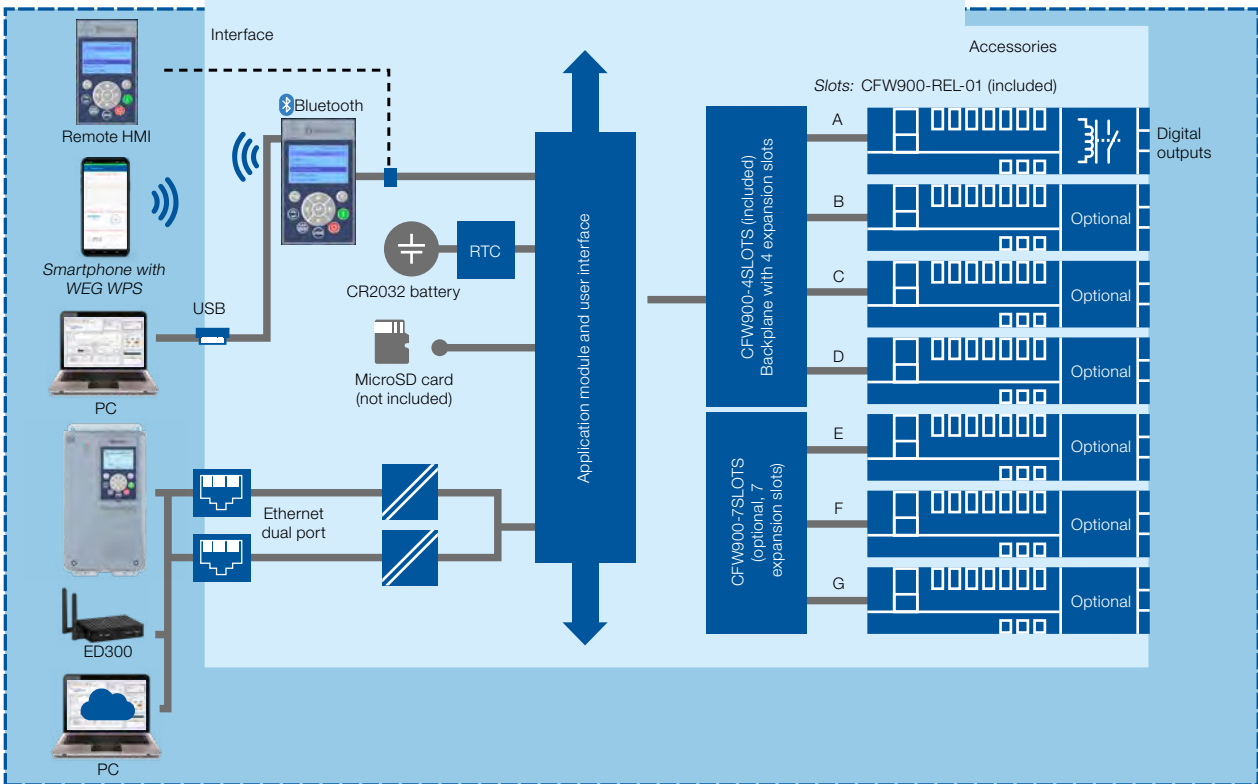 Interface
Accessories
Slots: CFW900-REL-01 (included)
Remote HMI
Bluetooth
Smartphone with
WEG WPS
USB
PC
RTC
CR2032 battery
MicroSD card
(not included)
Ethernet
dual port
ED300
PC
Application module and user interface
CFW900-4SLOTS (included)
Backplane with 4 expansion slots
CFW900-7SLOTS
(optional, 7
expansion slots)
A
Digital
outputs
B
Optional
C
Optional
D
Optional
E
Optional
F
Optional
G
Optional